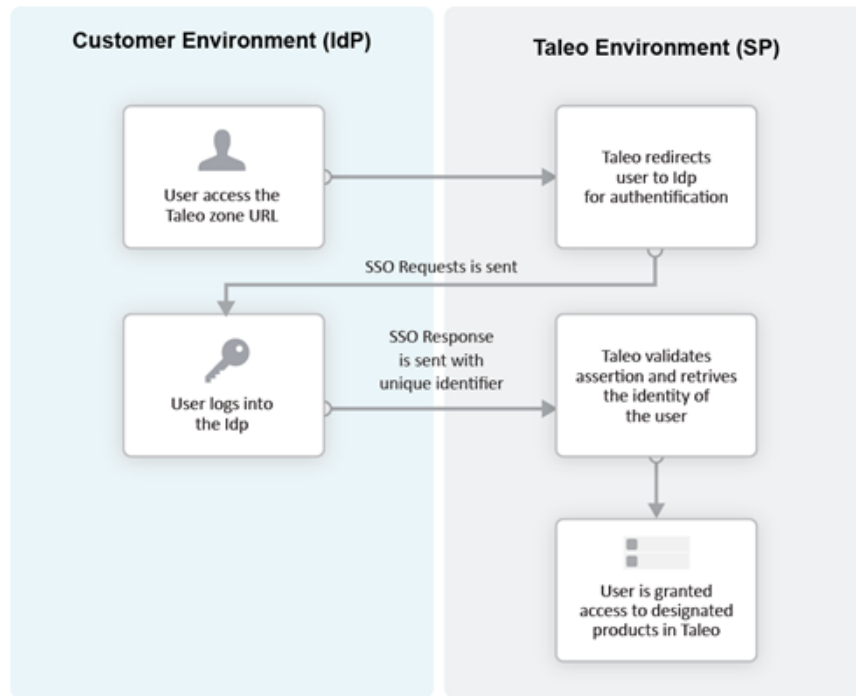 Customer Environment (IdP)
Taleo Environment (SP)
User access the
Taleo zone URL
Taleo redirects
user to Idp
for authentification
SSO Requests is sent
User logs into
the Idp
SSO Response
is sent with
unique identifier
Taleo validates
assertion and retrives
the identity of
the user
User is granted
access to designated
products in Taleo